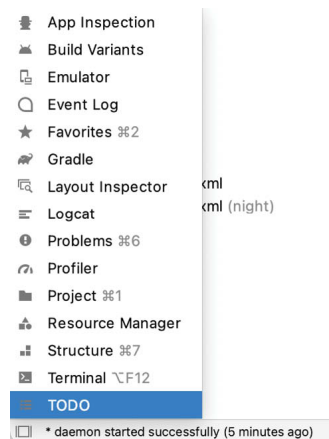 App Inspection
Build Variants
Emulator
Event Log
Favorites ⌘2
Gradle
Layout Inspector
xml
xml (night)
Logcat
Problems ⌘6
Profiler
Project ⌘1
Resource Manager
Structure ⌘7
Terminal ⌥F12
TODO
* daemon started successfully (5 minutes ago)